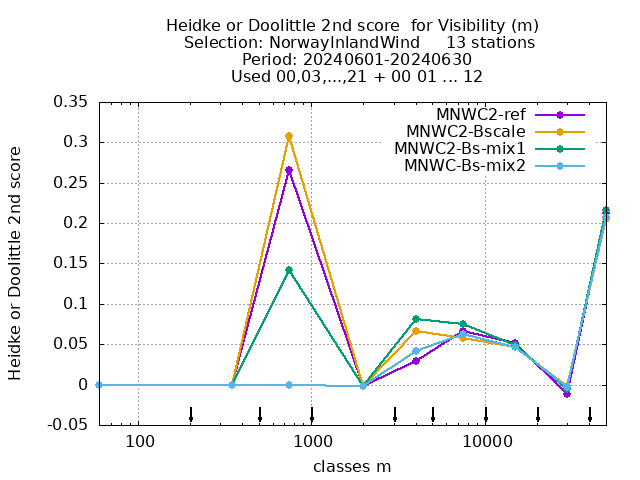 Heidke or Doolittle 2nd score  for Visibility (m)
Selection: NorwayInlandWind     13 stations
Period: 20240601-20240630
Used 00,03,...,21 + 00 01 ... 12
MNWC2-ref
MNWC2-Bscale
MNWC2-Bs-mix1
MNWC-Bs-mix2
Heidke or Doolittle 2nd score
0.35
0.3
0.25
0.2
0.15
0.1
0.05
0
-0.05
100 1000 10000
classes m